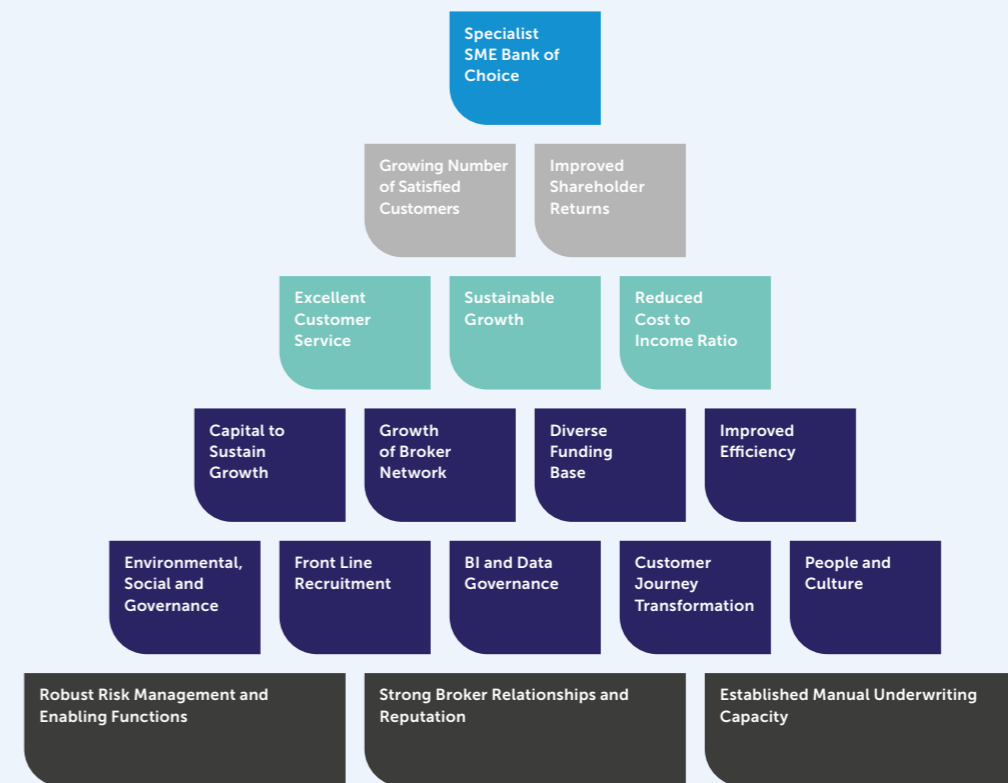 Specialist
SME Bank of
Choice
Growing Number
of Satisfied
Customers
Improved
Shareholder
Returns
Excellent
Customer
Service
Sustainable
Growth
Reduced
Cost to
Income Ratio
Capital to
Sustain
Growth
Growth
of Broker
Network
Diverse
Funding
Base
Improved
Efficiency
Environmental,
Social and
Governance
Front Line
Recruitment
BI and Data
Governance
Customer
Journey
Transformation
People and
Culture
Robust Risk Management and
Enabling Functions
Strong Broker Relationships and
Reputation
Established Manual Underwriting
Capacity